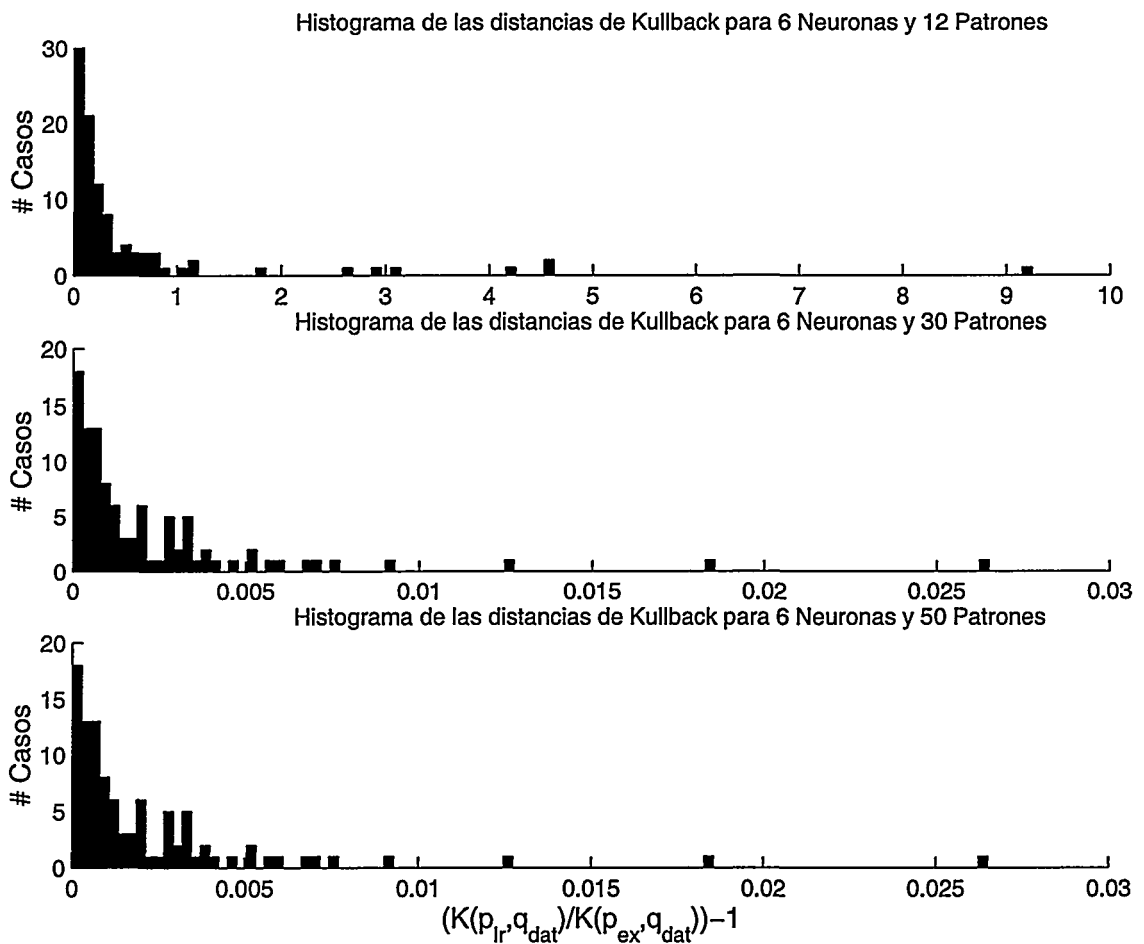 Histograma de las distancias de Kullback para 6 Neuronas y 12 Patrones
30
20
10
0
# Casos
0 1 2 3 4 5 6 7 8 9 10
Histograma de las distancias de Kullback para 6 Neuronas y 30 Patrones
20
15
10
5
0
# Casos
0 0.005 0.01 0.015 0.02 0.025 0.03
Histograma de las distancias de Kullback para 6 Neuronas y 50 Patrones
20
15
10
5
0
# Casos
0 0.005 0.01 0.015 0.02 0.025 0.03
(K(p_lr,q_dat)/K(p_ex,q_dat))−1